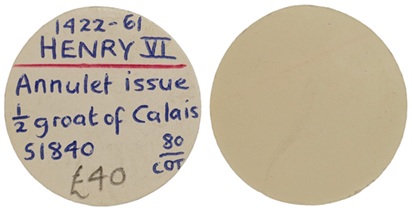 1422-61
HENRY VI
Annulet issue
½ groat of Calais
S1840 80
COT
£40